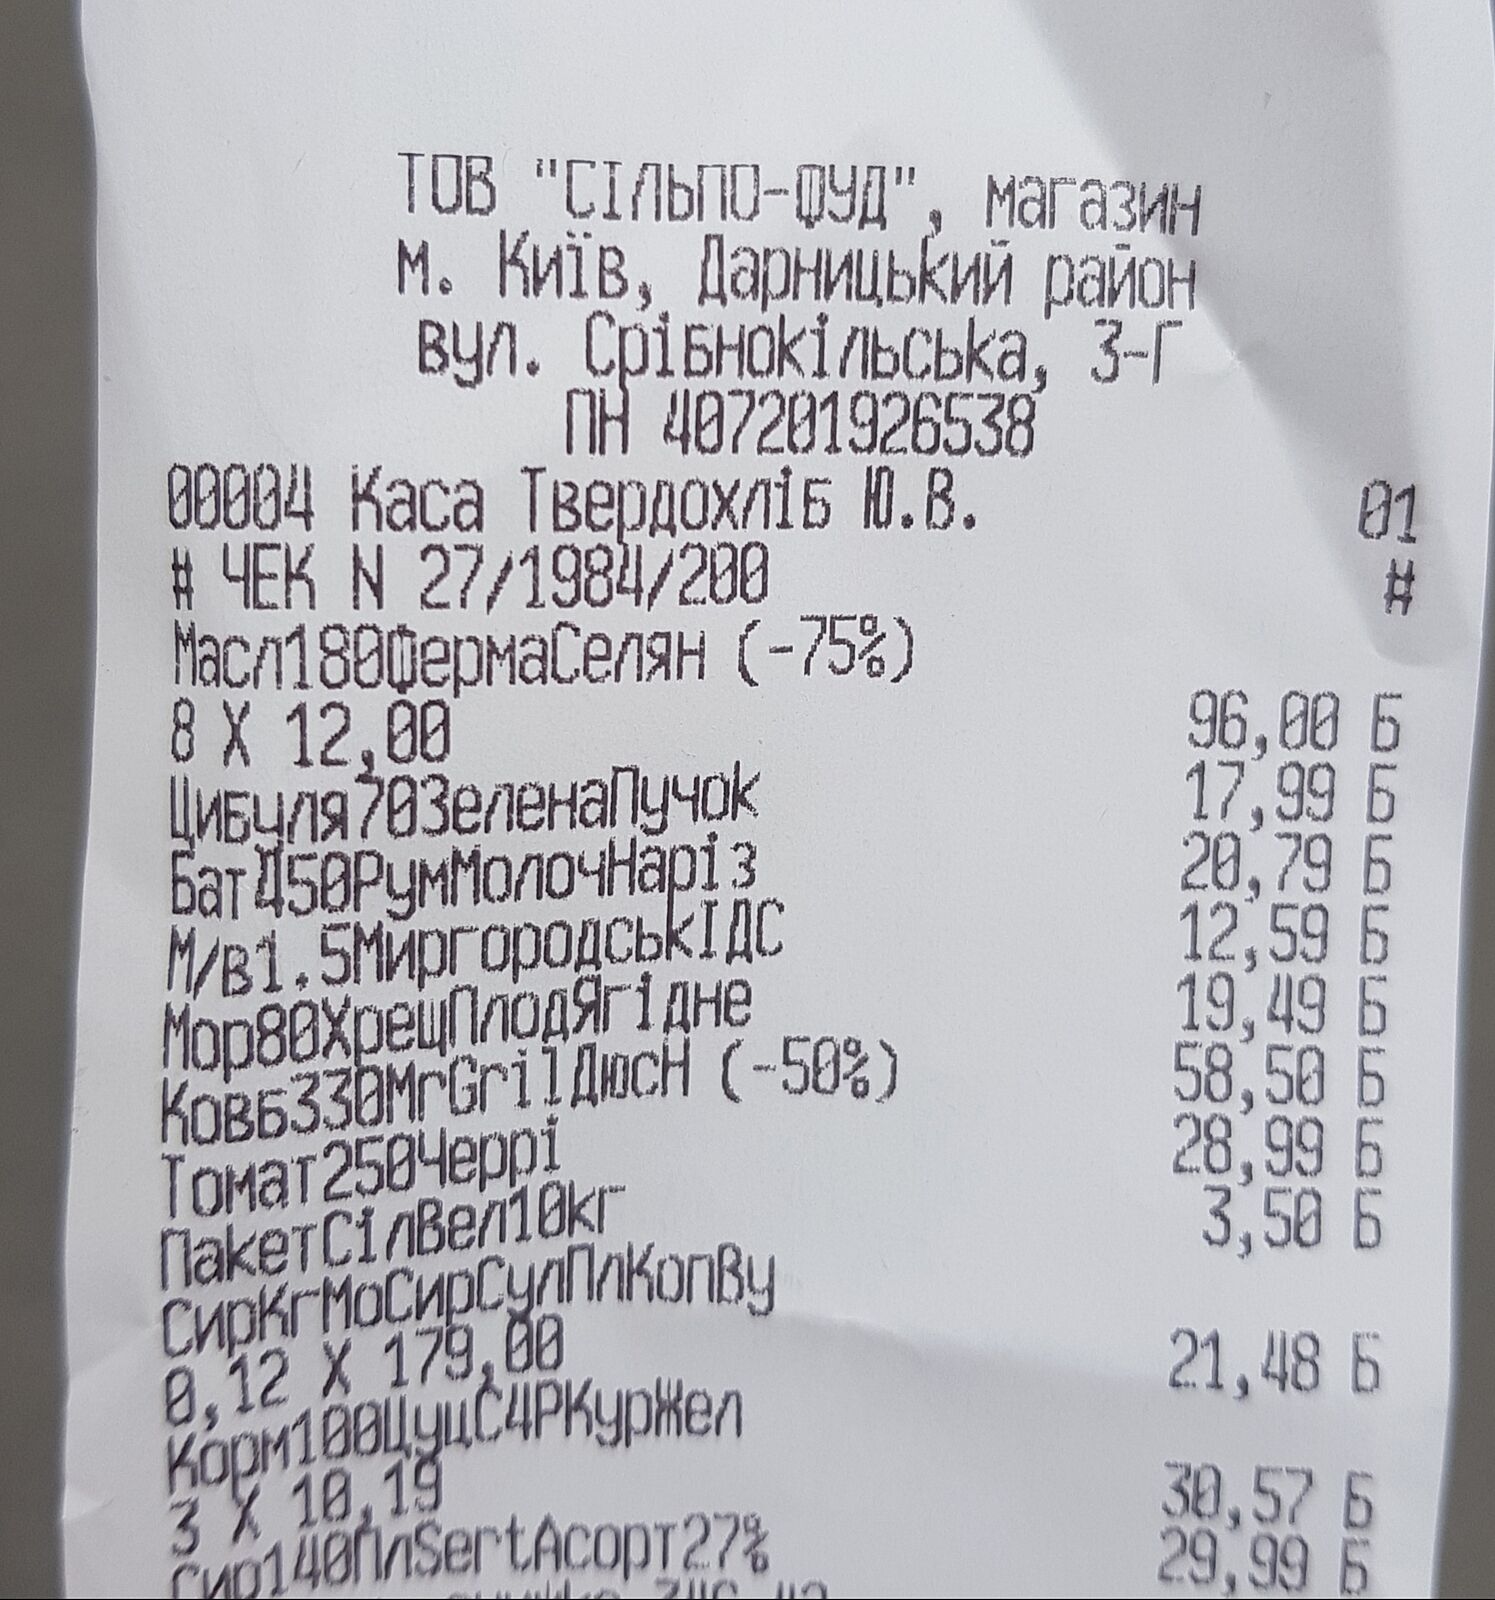 ТОВ "СІЛЬПО-ФУД", магазин
м. Київ, Дарницький район
вул. Срібнокільська, 3-Г
ПН 407201926538
00004 Каса Твердохліб Ю.В. 01
# ЧЕК N 27/1984/200 #
Масл180ФермаСелян (-75%)
8 X 12,00 96,00 Б
Цибуля70ЗеленаПучок 17,99 Б
БатД450РумМолочНаріз 20,79 Б
М/в1.5МиргородськІДС 12,59 Б
Мор80ХрещПлодЯгідне 19,49 Б
Ковб330МгGrilДюсН (-50%) 58,50 Б
Томат250Черрі 28,99 Б
ПакетСілВел10кг 3,50 Б
СирКгМоСирСулПлКопВу
0,12 X 179,00 21,48 Б
Корм100ЦуцС4РКурЖел
3 X 10,19 30,57 Б
Сир140ПлSertАсорт27% 29,99 Б